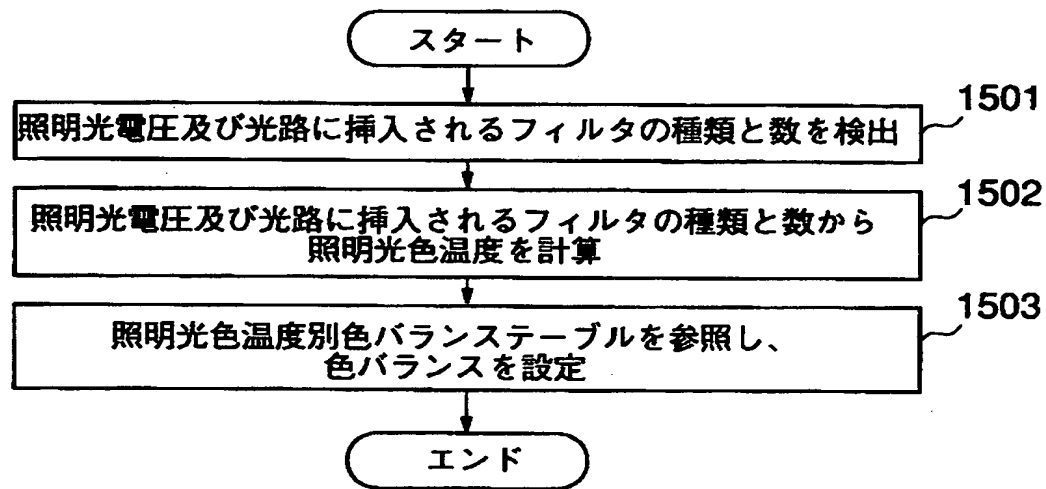 スタート
1501
照明光電圧及び光路に挿入されるフィルタの種類と数を検出
1502
照明光電圧及び光路に挿入されるフィルタの種類と数から
照明光色温度を計算
1503
照明光色温度別色バランステーブルを参照し、
色バランスを設定
エンド